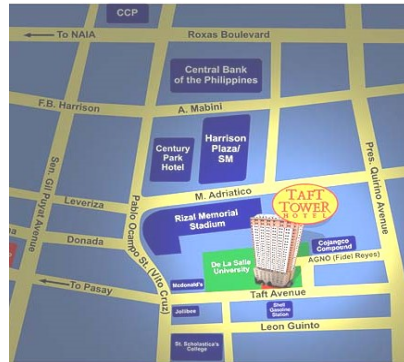 CCP
To NAIA
Roxas Boulevard
Central Bank
of the Philippines
F.B. Harrison
A. Mabini
Century
Park
Hotel
Harrison
Plaza/
SM
Sen. Gil Puyat Avenue
Pablo Ocampo St. (Vito Cruz)
Pres. Quirino Avenue
M. Adriatico
Leveriza
TAFT
TOWER
HOTEL
Rizal Memorial
Stadium
Donada
Cojangco
Compound
De La Salle
University
AGNO (Fidel Reyes)
To Pasay
Mcdonald's
Taft Avenue
Jollibee
Shell
Gasoline
Station
Leon Guinto
St. Scholastica's
College